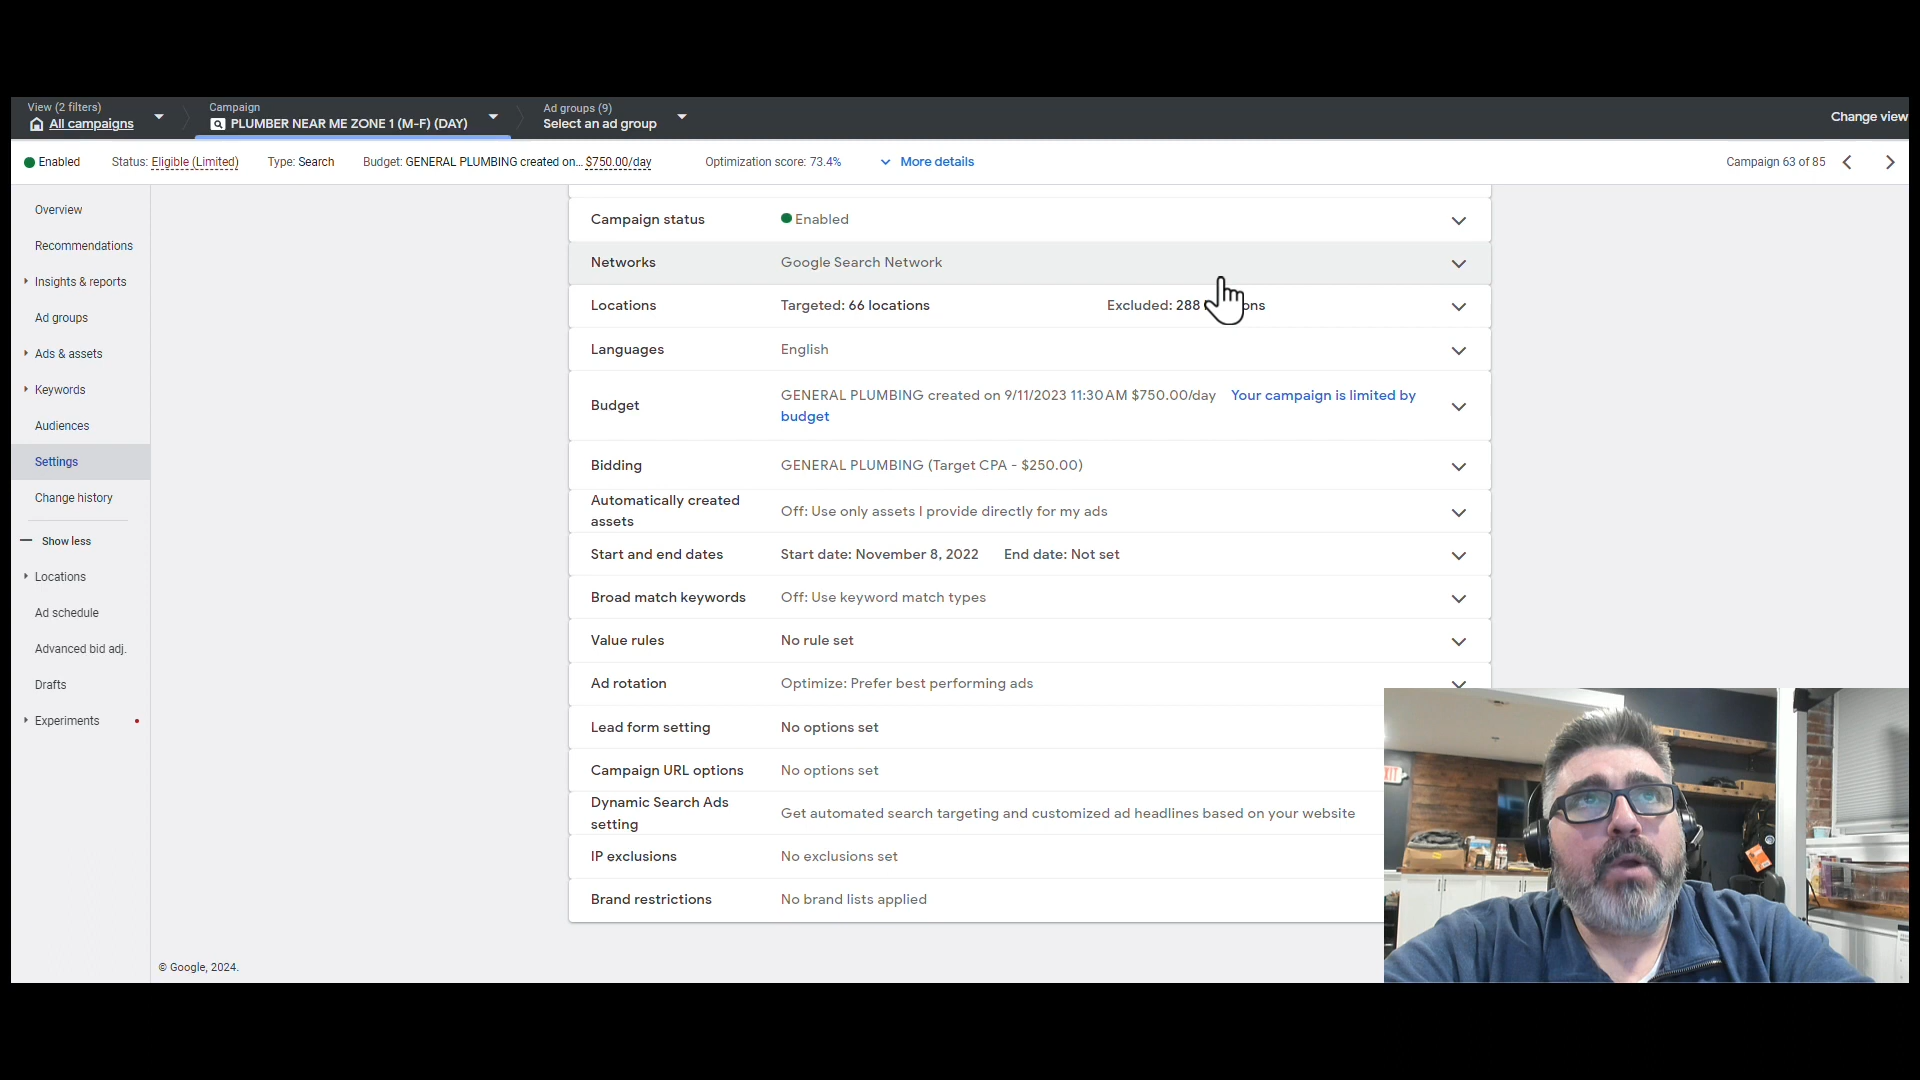 View (2 filters)
All campaigns
Campaign
PLUMBER NEAR ME ZONE 1 (M-F) (DAY)
Ad groups (9)
Select an ad group
Change view
Enabled
Status: Eligible (Limited)
Type: Search
Budget: GENERAL PLUMBING created on... $750.00/day
Optimization score: 73.4%
More details
Campaign 63 of 85
Overview
Recommendations
Insights & reports
Ad groups
Ads & assets
Keywords
Audiences
Settings
Change history
Show less
Locations
Ad schedule
Advanced bid adj.
Drafts
Experiments
Campaign status
Enabled
Networks
Google Search Network
Locations
Targeted: 66 locations
Excluded: 288
Languages
English
Budget
GENERAL PLUMBING created on 9/11/2023 11:30 AM $750.00/day Your campaign is limited by
budget
Bidding
GENERAL PLUMBING (Target CPA - $250.00)
Automatically created
assets
Off: Use only assets I provide directly for my ads
Start and end dates
Start date: November 8, 2022 End date: Not set
Broad match keywords
Off: Use keyword match types
Value rules
No rule set
Ad rotation
Optimize: Prefer best performing ads
Lead form setting
No options set
Campaign URL options
No options set
Dynamic Search Ads
setting
Get automated search targeting and customized ad headlines based on your website
IP exclusions
No exclusions set
Brand restrictions
No brand lists applied
© Google, 2024.